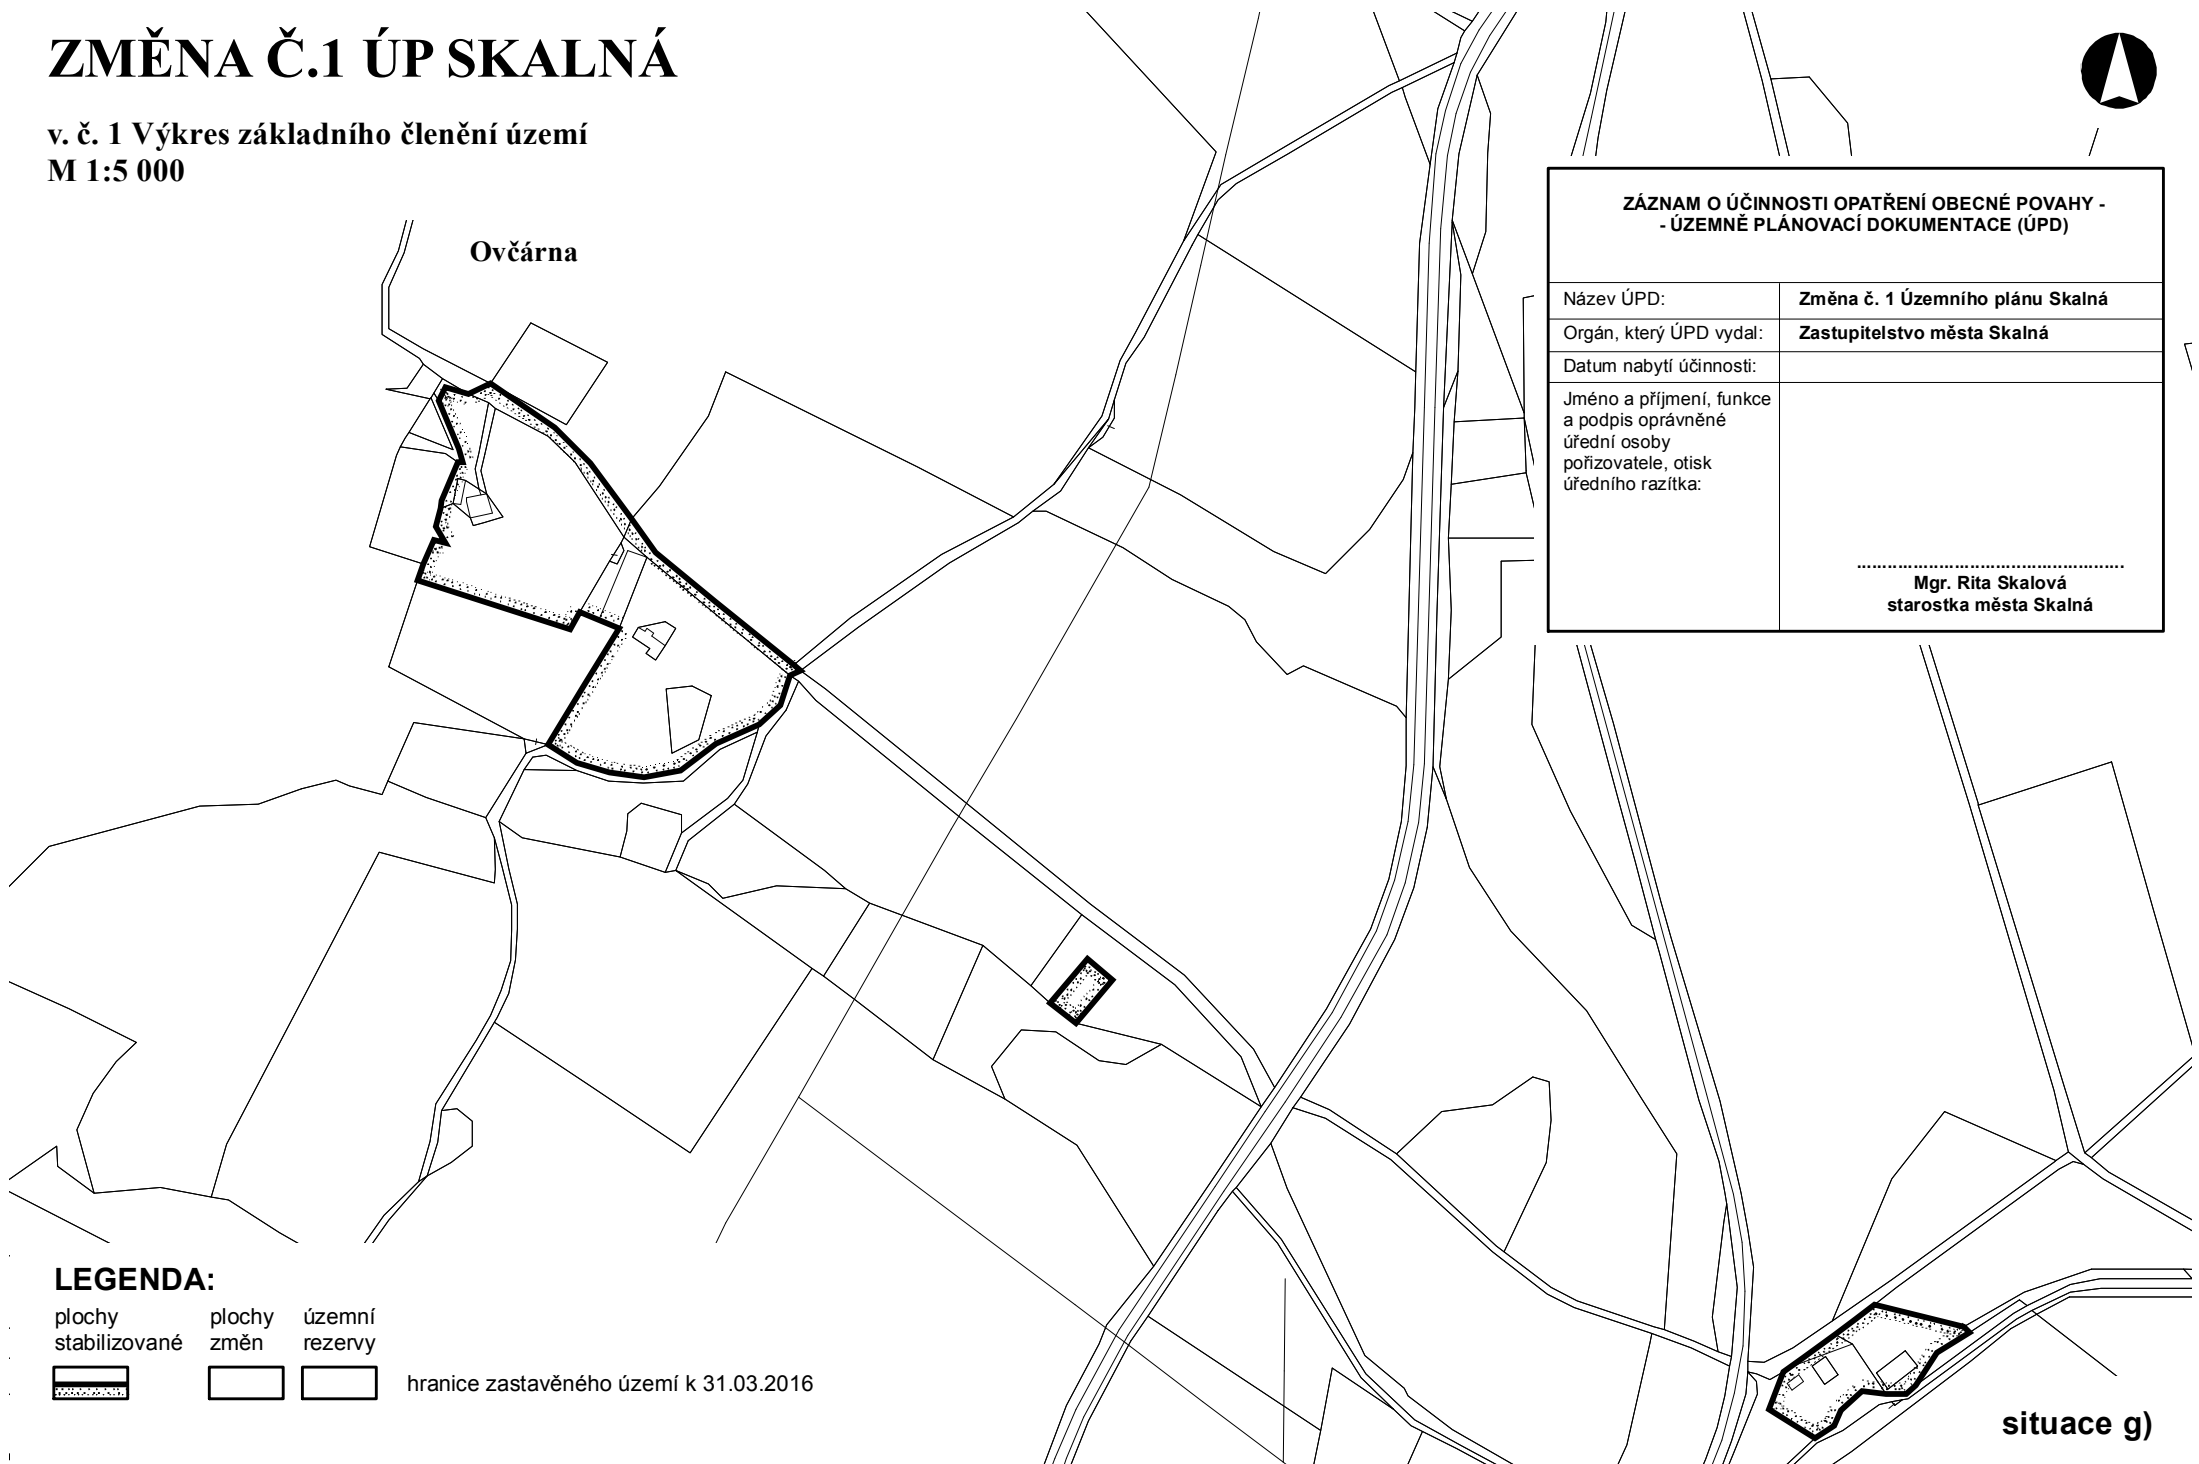 ZMĚNA Č.1 ÚP SKALNÁ
v. č. 1 Výkres základního členění území
M 1:5 000
Ovčárna
ZÁZNAM O ÚČINNOSTI OPATŘENÍ OBECNÉ POVAHY -
- ÚZEMNĚ PLÁNOVACÍ DOKUMENTACE (ÚPD)
Název ÚPD: Změna č. 1 Územního plánu Skalná
Orgán, který ÚPD vydal: Zastupitelstvo města Skalná
Datum nabytí účinnosti:
Jméno a příjmení, funkce
a podpis oprávněné
úřední osoby
pořizovatele, otisk
úředního razítka:
.....................................................
Mgr. Rita Skalová
starostka města Skalná
LEGENDA:
plochy stabilizované
plochy změn
územní rezervy
hranice zastavěného území k 31.03.2016
situace g)